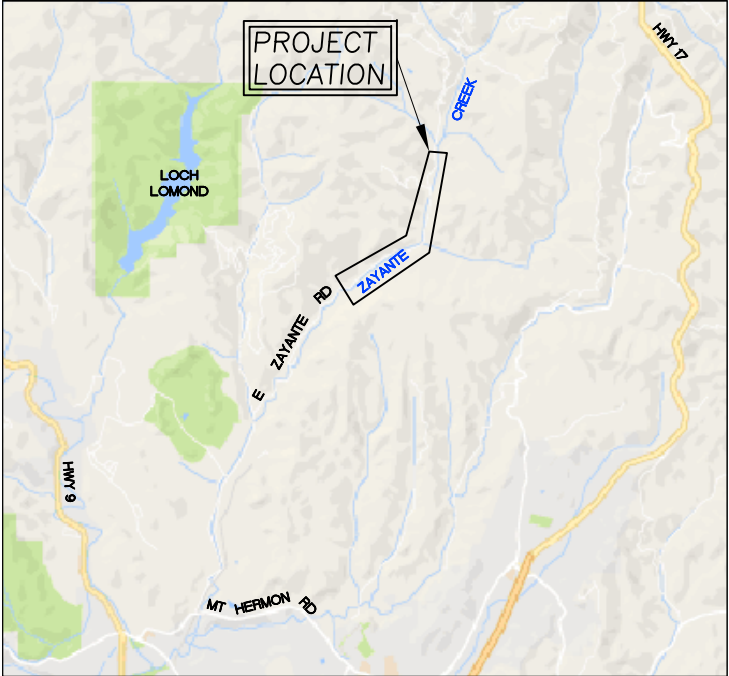 PROJECT
LOCATION
HWY 17
CREEK
LOCH
LOMOND
ZAYANTE
E ZAYANTE RD
HWY 9
MT HERMON RD